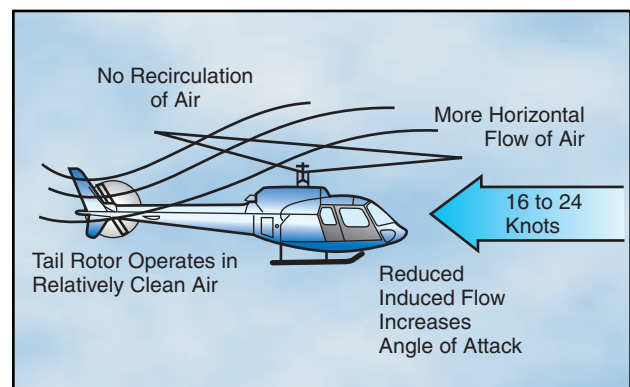 No Recirculation
of Air
More Horizontal
Flow of Air
16 to 24
Knots
Tail Rotor Operates in
Relatively Clean Air
Reduced
Induced Flow
Increases
Angle of Attack